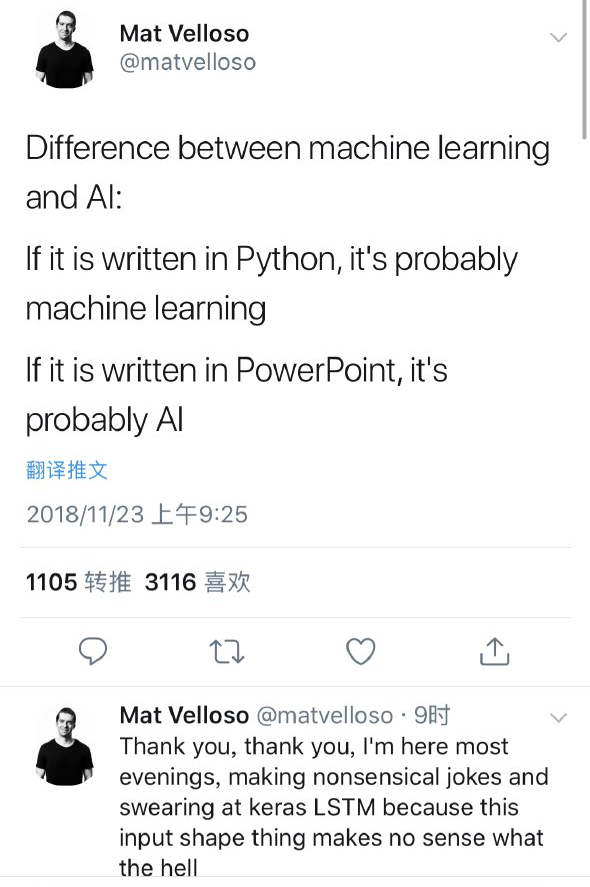 Mat Velloso
@matvelloso
Difference between machine learning
and AI:
If it is written in Python, it's probably
machine learning
If it is written in PowerPoint, it's
probably AI
翻译推文
2018/11/23 上午9:25
1105 转推 3116 喜欢
Mat Velloso @matvelloso · 9时
Thank you, thank you, I'm here most
evenings, making nonsensical jokes and
swearing at keras LSTM because this
input shape thing makes no sense what
the hell